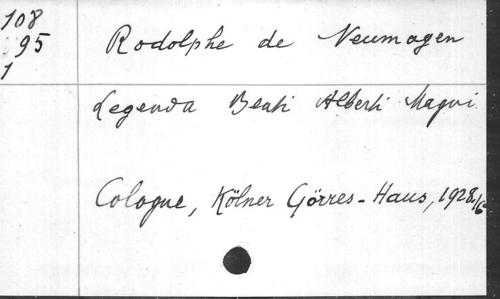 108
95
1
Rodolphe de Neumagen
Legenda Beati Alberti Magni
Cologne, Kölner Görres-Haus, 1928,